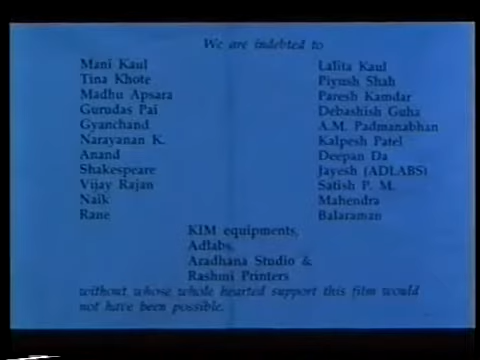 We are indebted to
Mani Kaul
Tina Khote
Madhu Apsara
Gurudas Pai
Gyanchand
Narayanan K.
Anand
Shakespeare
Vijay Rajan
Naik
Rane
Lalita Kaul
Piyush Shah
Paresh Kamdar
Debashish Guha
A.M. Padmanabhan
Kalpesh Patel
Deepan Da
Jayesh (ADLABS)
Satish P. M.
Mahendra
Balaraman
KIM equipments,
Adlabs,
Aradhana Studio &
Rashmi Printers
without whose whole hearted support this film would
not have been possible.